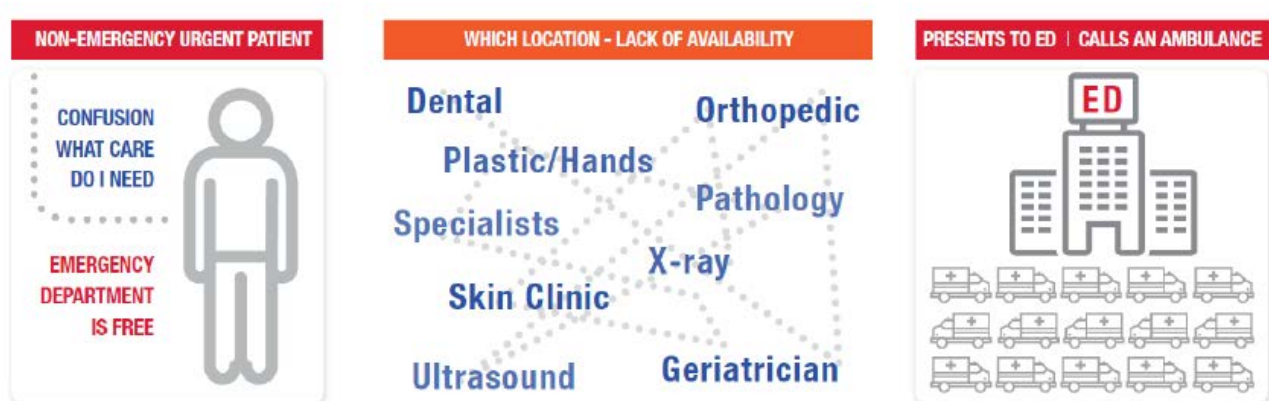 NON-EMERGENCY URGENT PATIENT
CONFUSION
WHAT CARE
DO I NEED
EMERGENCY
DEPARTMENT
IS FREE
WHICH LOCATION - LACK OF AVAILABILITY
Dental
Orthopedic
Plastic/Hands
Pathology
Specialists
X-ray
Skin Clinic
Ultrasound
Geriatrician
PRESENTS TO ED | CALLS AN AMBULANCE
ED